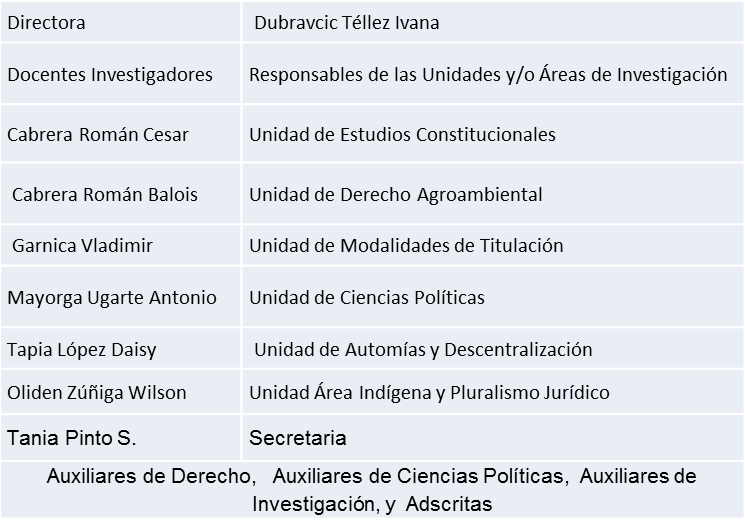 Directora Dubravcic Téllez Ivana
Docentes Investigadores Responsables de las Unidades y/o Áreas de Investigación
Cabrera Román Cesar Unidad de Estudios Constitucionales
Cabrera Román Balois Unidad de Derecho Agroambiental
Garnica Vladimir Unidad de Modalidades de Titulación
Mayorga Ugarte Antonio Unidad de Ciencias Políticas
Tapia López Daisy Unidad de Automías y Descentralización
Oliden Zúñiga Wilson Unidad Área Indígena y Pluralismo Jurídico
Tania Pinto S. Secretaria
Auxiliares de Derecho, Auxiliares de Ciencias Políticas, Auxiliares de
Investigación, y Adscritas